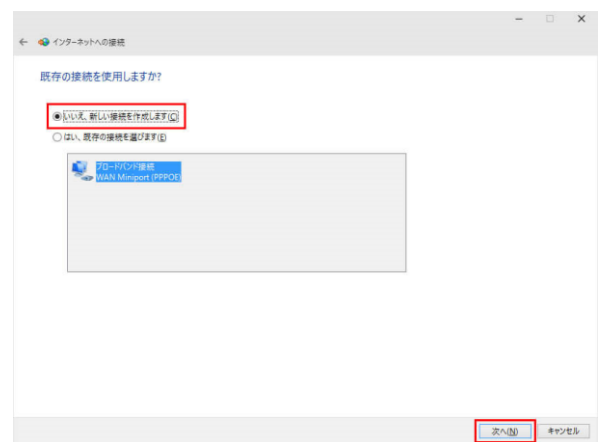 インターネットへの接続
既存の接続を使用しますか?
いいえ、新しい接続を作成します(C)
はい、既存の接続を選びます(E)
ブロードバンド接続
WAN Miniport (PPPOE)
次へ(N) キャンセル